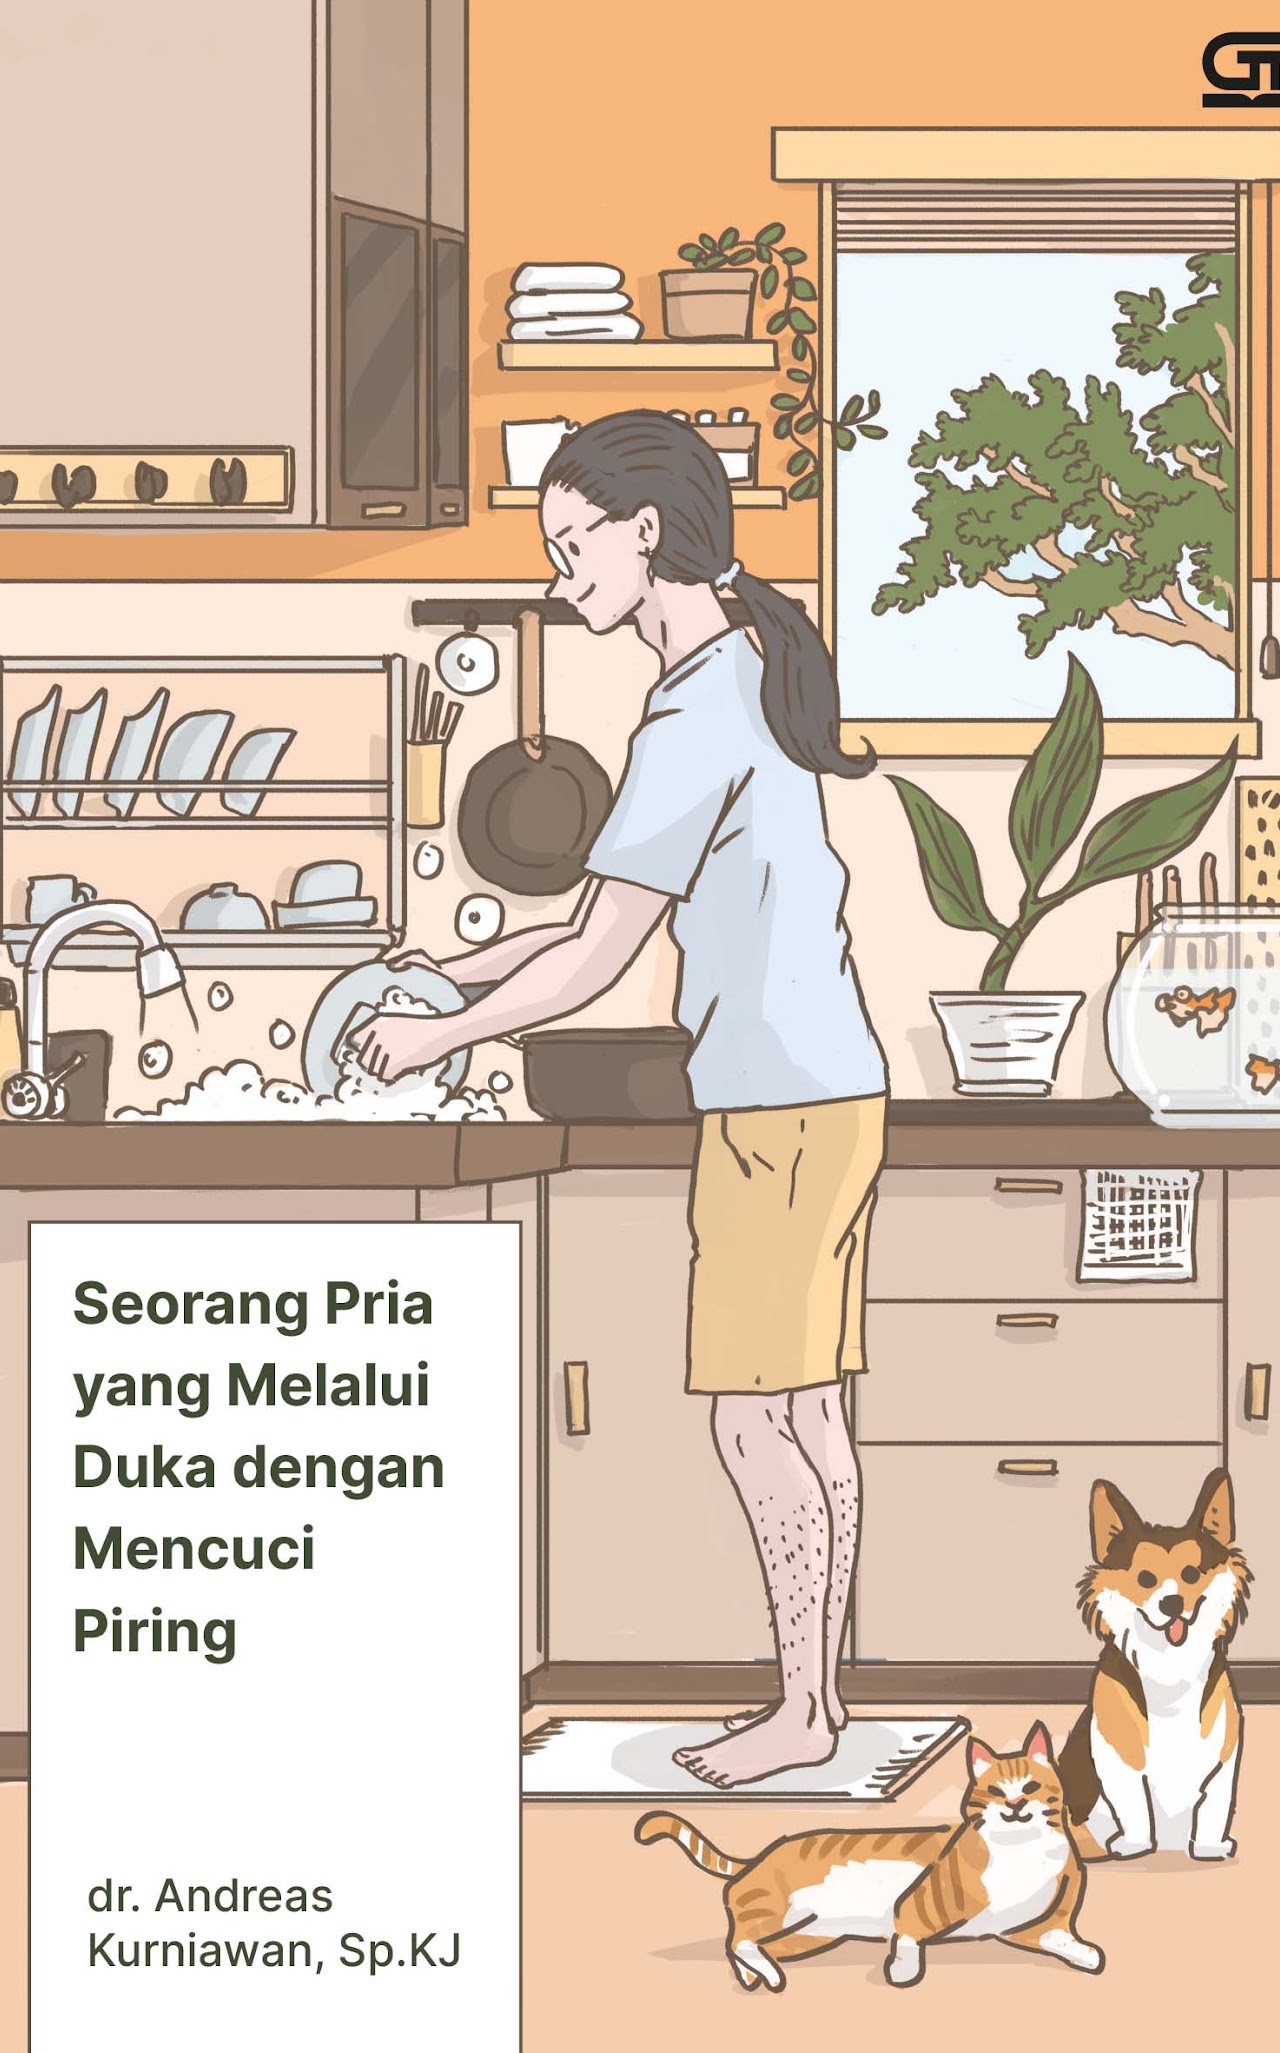 Seorang Pria
yang Melalui
Duka dengan
Mencuci
Piring
dr. Andreas
Kurniawan, Sp.KJ